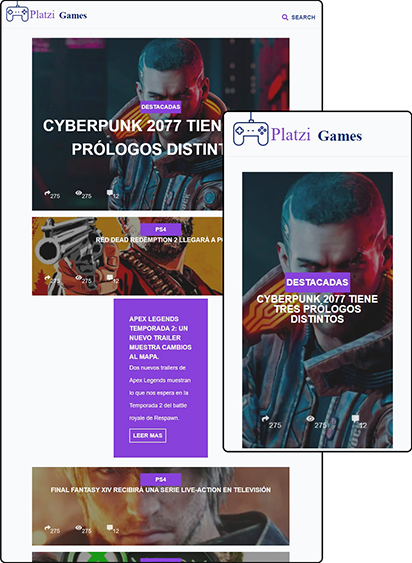 Platzi Games
SEARCH
DESTACADAS
CYBERPUNK 2077 TIENE
PRÓLOGOS DISTINT
275
275
12
PS4
RED DEAD REDEMPTION 2 LLEGARÁ A
275
275
12
APEX LEGENDS
TEMPORADA 2: UN
NUEVO TRAILER
MUESTRA CAMBIOS
AL MAPA.
Dos nuevos trailers de
Apex Legends muestran
lo que nos espera en la
Temporada 2 del battle
royale de Respawn.
LEER MAS
PS4
FINAL FANTASY XIV RECIBIRÁ UNA SERIE LIVE-ACTION EN TELEVISIÓN
275
275
12
PS4
Platzi Games
DESTACADAS
CYBERPUNK 2077 TIENE
TRES PRÓLOGOS
DISTINTOS
275
275
12